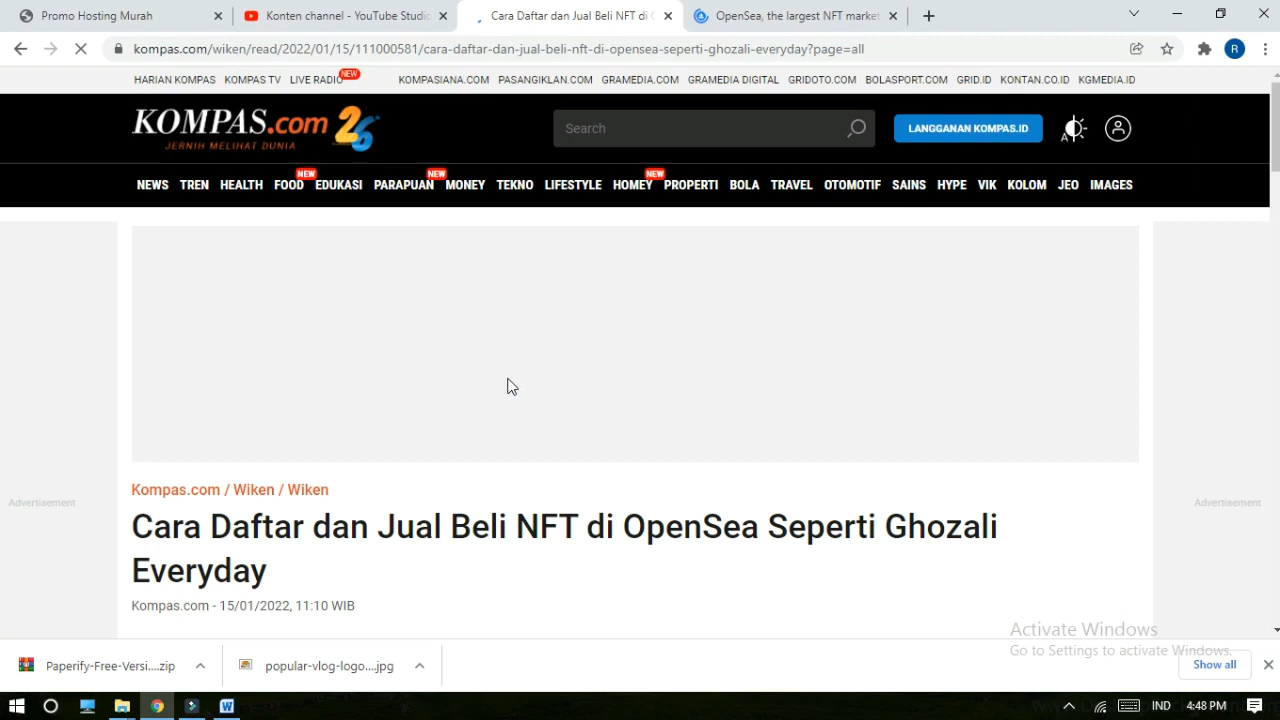 Promo Hosting Murah
Konten channel - YouTube Studio
Cara Daftar dan Jual Beli NFT di O
OpenSea, the largest NFT market
kompas.com/wiken/read/2022/01/15/111000581/cara-daftar-dan-jual-beli-nft-di-opensea-seperti-ghozali-everyday?page=all
R
HARIAN KOMPAS KOMPAS TV LIVE RADIO NEW KOMPASIANA.COM PASANGIKLAN.COM GRAMEDIA.COM GRAMEDIA DIGITAL GRIDOTO.COM BOLASPORT.COM GRID.ID KONTAN.CO.ID KGMEDIA.ID
KOMPAS.com 26
JERNIH MELIHAT DUNIA
Search
LANGGANAN KOMPAS.ID
A
NEWS TREN HEALTH FOOD NEW EDUKASI PARAPUAN NEW MONEY TEKNO LIFESTYLE HOMEY NEW PROPERTI BOLA TRAVEL OTOMOTIF SAINS HYPE VIK KOLOM JEO IMAGES
Advertisement
Advertisement
Kompas.com / Wiken / Wiken
Cara Daftar dan Jual Beli NFT di OpenSea Seperti Ghozali
Everyday
Kompas.com - 15/01/2022, 11:10 WIB
Activate Windows
Go to Settings to activate Windows.
Paperify-Free-Versi....zip
popular-vlog-logo....jpg
Show all
W
IND
4:48 PM